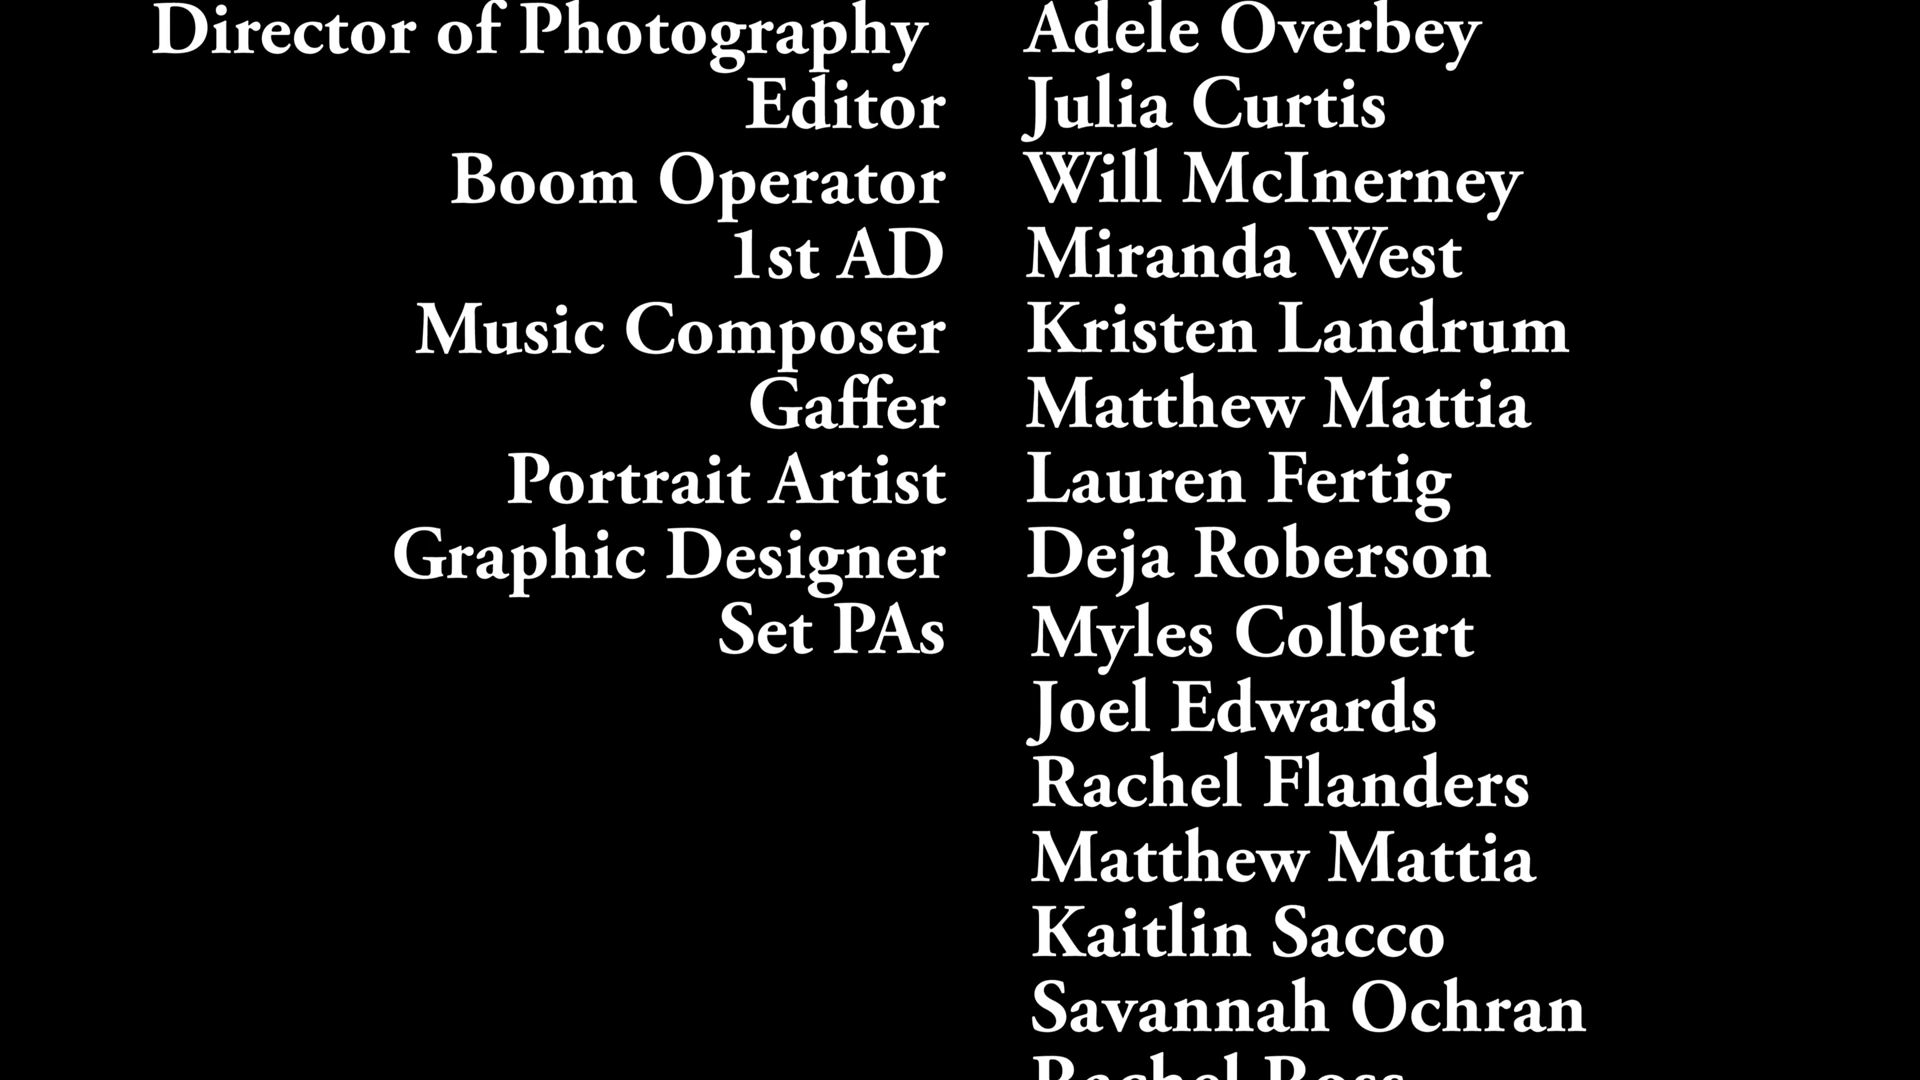 Director of Photography Adele Overbey
Editor Julia Curtis
Boom Operator Will McInerney
1st AD Miranda West
Music Composer Kristen Landrum
Gaffer Matthew Mattia
Portrait Artist Lauren Fertig
Graphic Designer Deja Roberson
Set PAs Myles Colbert
Joel Edwards
Rachel Flanders
Matthew Mattia
Kaitlin Sacco
Savannah Ochran
Rachel Ross